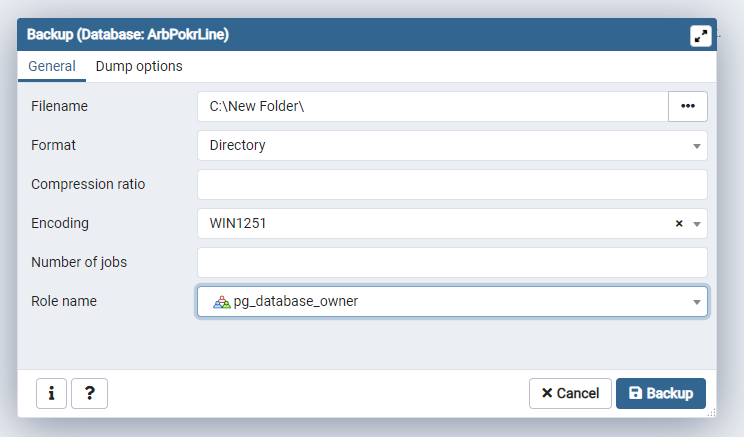 Backup (Database: ArbPokrLine)
General Dump options
Filename C:\New Folder\
Format Directory
Compression ratio
Encoding WIN1251
Number of jobs
Role name pg_database_owner
i ? Cancel Backup